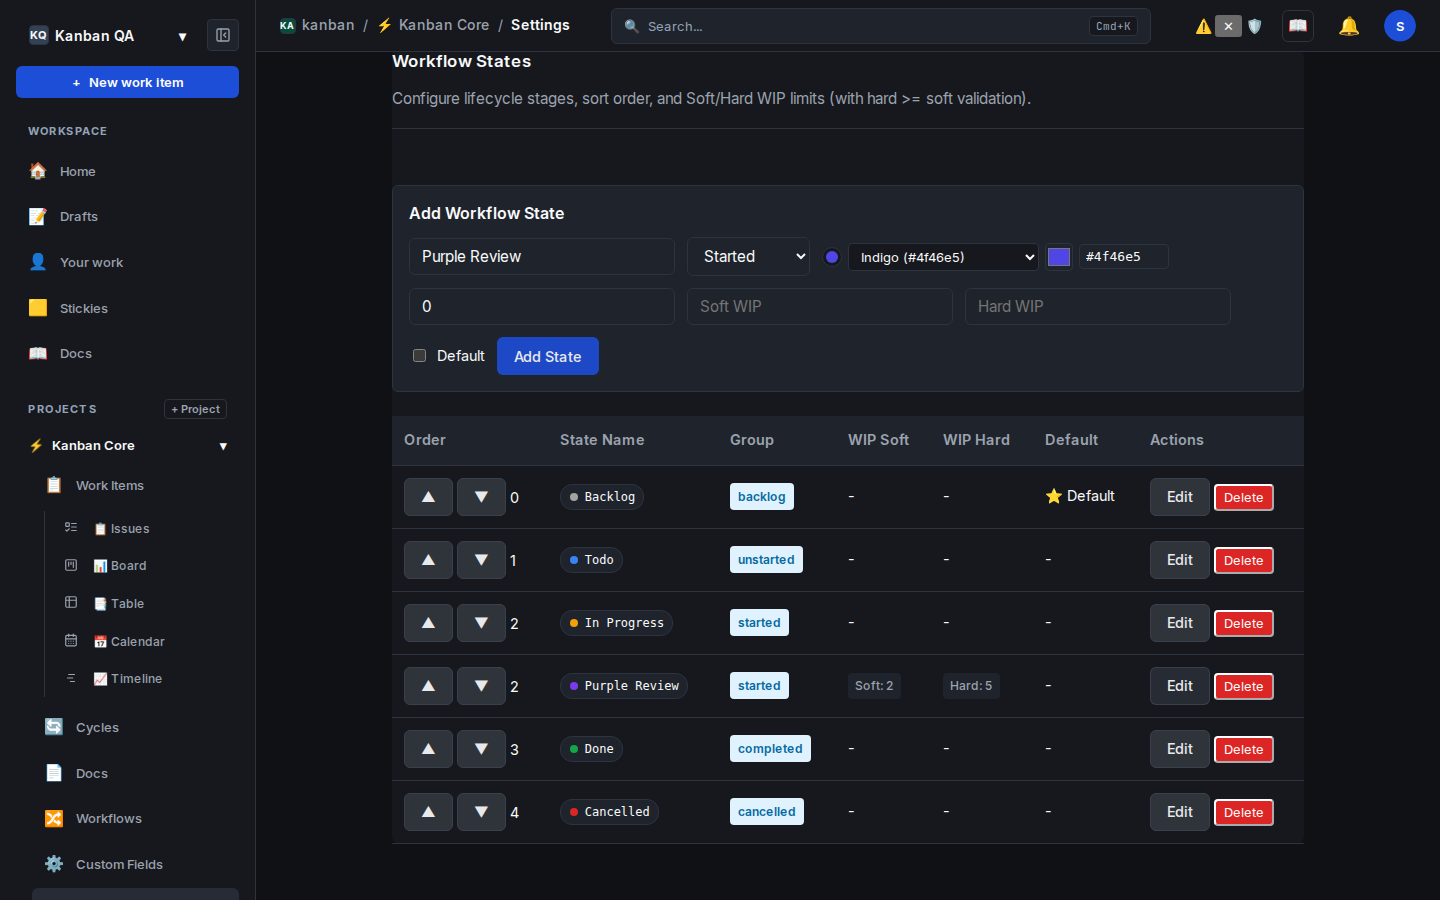 KQ Kanban QA ▼
+ New work item
WORKSPACE
Home
Drafts
Your work
Stickies
Docs
PROJECTS
+ Project
Kanban Core ▼
Work Items
Issues
Board
Table
Calendar
Timeline
Cycles
Docs
Workflows
Custom Fields
KA kanban / Kanban Core / Settings
Search...
Cmd+K
✕
S
Workflow States
Configure lifecycle stages, sort order, and Soft/Hard WIP limits (with hard >= soft validation).
Add Workflow State
Purple Review
Started
Indigo (#4f46e5)
#4f46e5
0
Soft WIP
Hard WIP
Default
Add State
Order State Name Group WIP Soft WIP Hard Default Actions
▲ ▼ 0 Backlog backlog - - ⭐ Default Edit Delete
▲ ▼ 1 Todo unstarted - - - Edit Delete
▲ ▼ 2 In Progress started - - - Edit Delete
▲ ▼ 2 Purple Review started Soft: 2 Hard: 5 - Edit Delete
▲ ▼ 3 Done completed - - - Edit Delete
▲ ▼ 4 Cancelled cancelled - - - Edit Delete